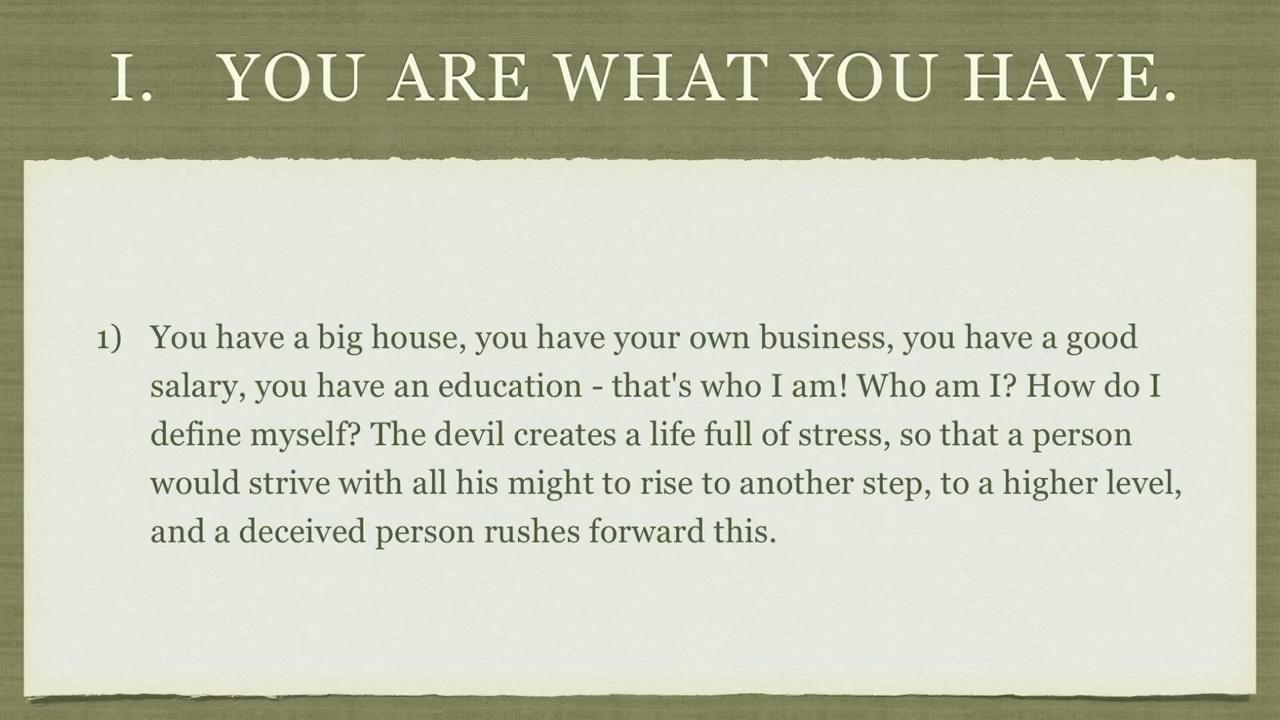 I. YOU ARE WHAT YOU HAVE.
1) You have a big house, you have your own business, you have a good
salary, you have an education - that's who I am! Who am I? How do I
define myself? The devil creates a life full of stress, so that a person
would strive with all his might to rise to another step, to a higher level,
and a deceived person rushes forward this.